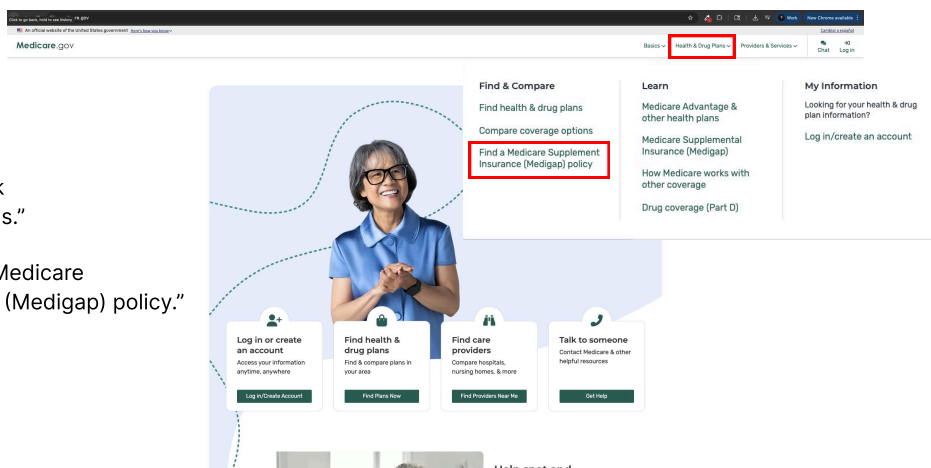 Click to go back, hold to see history
re.gov
Work
New Chrome available
An official website of the United States government Here's how you know
Cambiar a español
Medicare.gov
Basics
Health & Drug Plans
Providers & Services
Chat
Log in
Find & Compare
Find health & drug plans
Compare coverage options
Find a Medicare Supplement
Insurance (Medigap) policy
Learn
Medicare Advantage &
other health plans
Medicare Supplemental
Insurance (Medigap)
How Medicare works with
other coverage
Drug coverage (Part D)
My Information
Looking for your health & drug
plan information?
Log in/create an account
k
s.”
Medicare
(Medigap) policy.”
Log in or create
an account
Access your information
anytime, anywhere
Log in/Create Account
Find health &
drug plans
Find & compare plans in
your area
Find Plans Now
Find care
providers
Compare hospitals,
nursing homes, & more
Find Providers Near Me
Talk to someone
Contact Medicare & other
helpful resources
Get Help
Help spot and